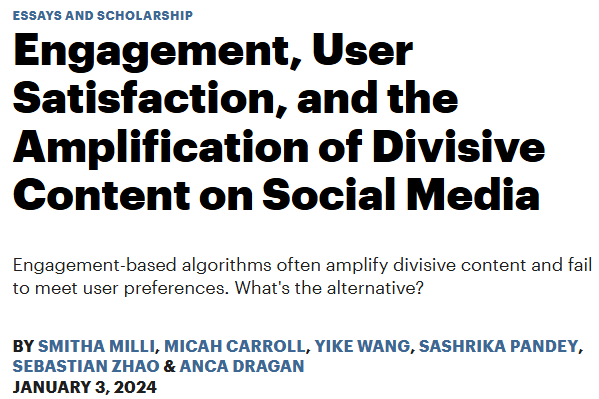 ESSAYS AND SCHOLARSHIP
Engagement, User
Satisfaction, and the
Amplification of Divisive
Content on Social Media
Engagement-based algorithms often amplify divisive content and fail
to meet user preferences. What's the alternative?
BY SMITHA MILLI, MICAH CARROLL, YIKE WANG, SASHRIKA PANDEY,
SEBASTIAN ZHAO & ANCA DRAGAN
JANUARY 3, 2024